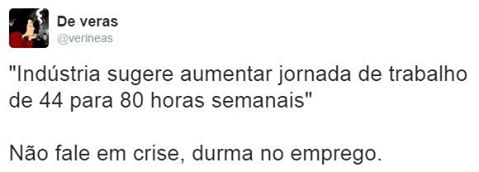 De veras
@verineas
"Indústria sugere aumentar jornada de trabalho
de 44 para 80 horas semanais"
Não fale em crise, durma no emprego.